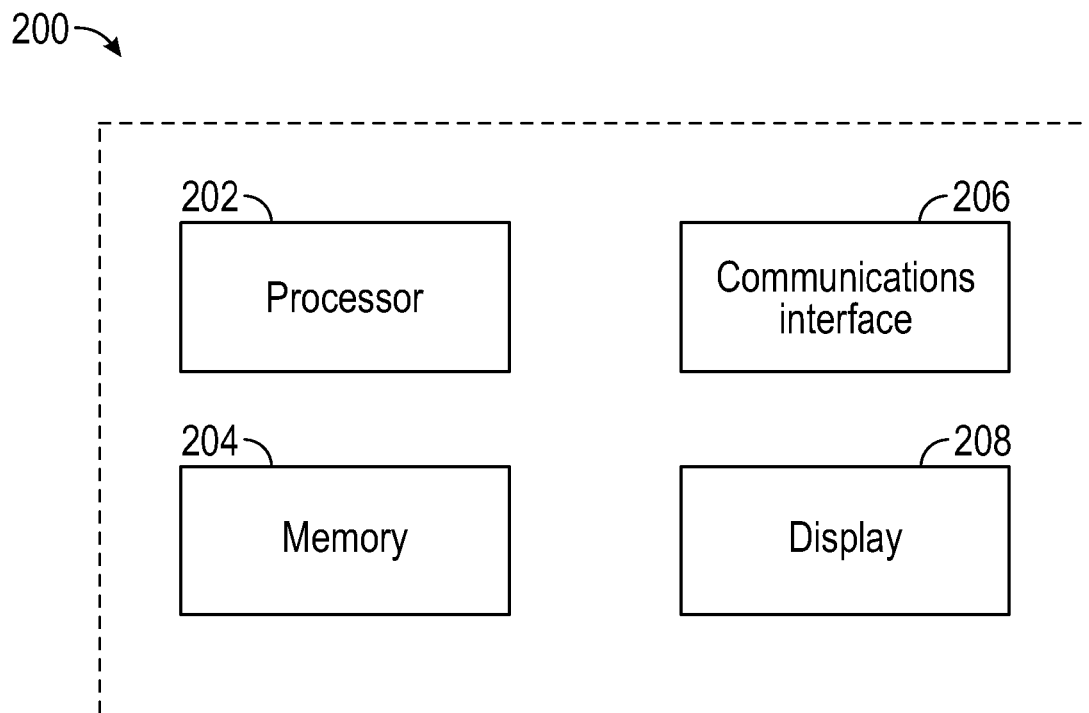 200
202
206
Processor
Communications
interface
204
208
Memory
Display